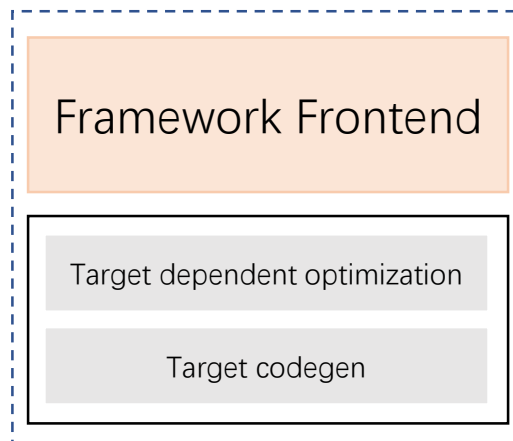 Framework Frontend
Target dependent optimization
Target codegen